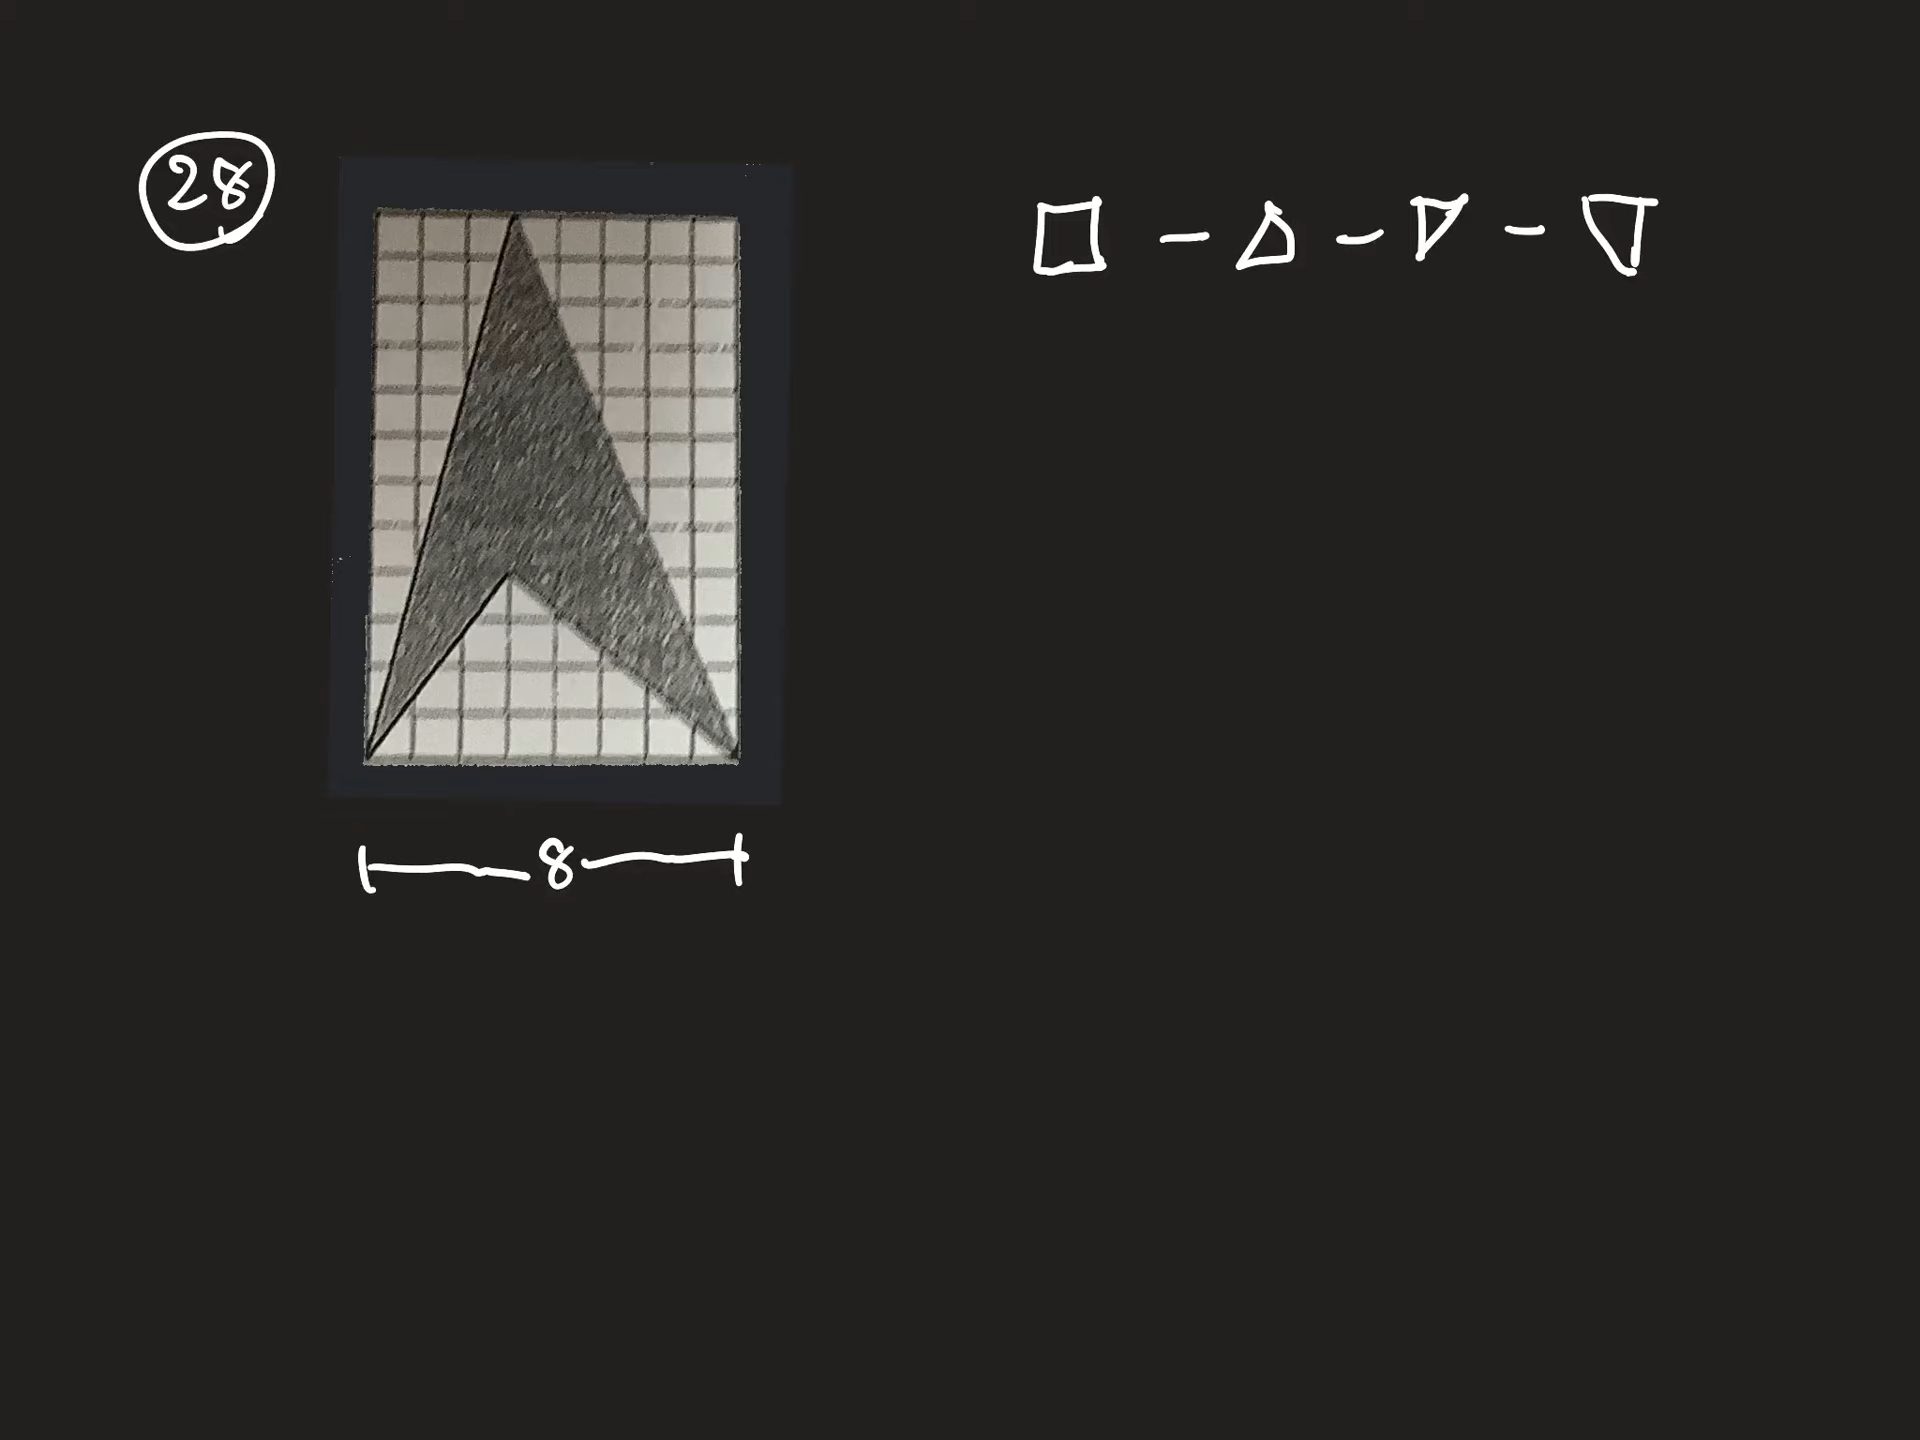 28
□ - △ - ▽ - ▽
8